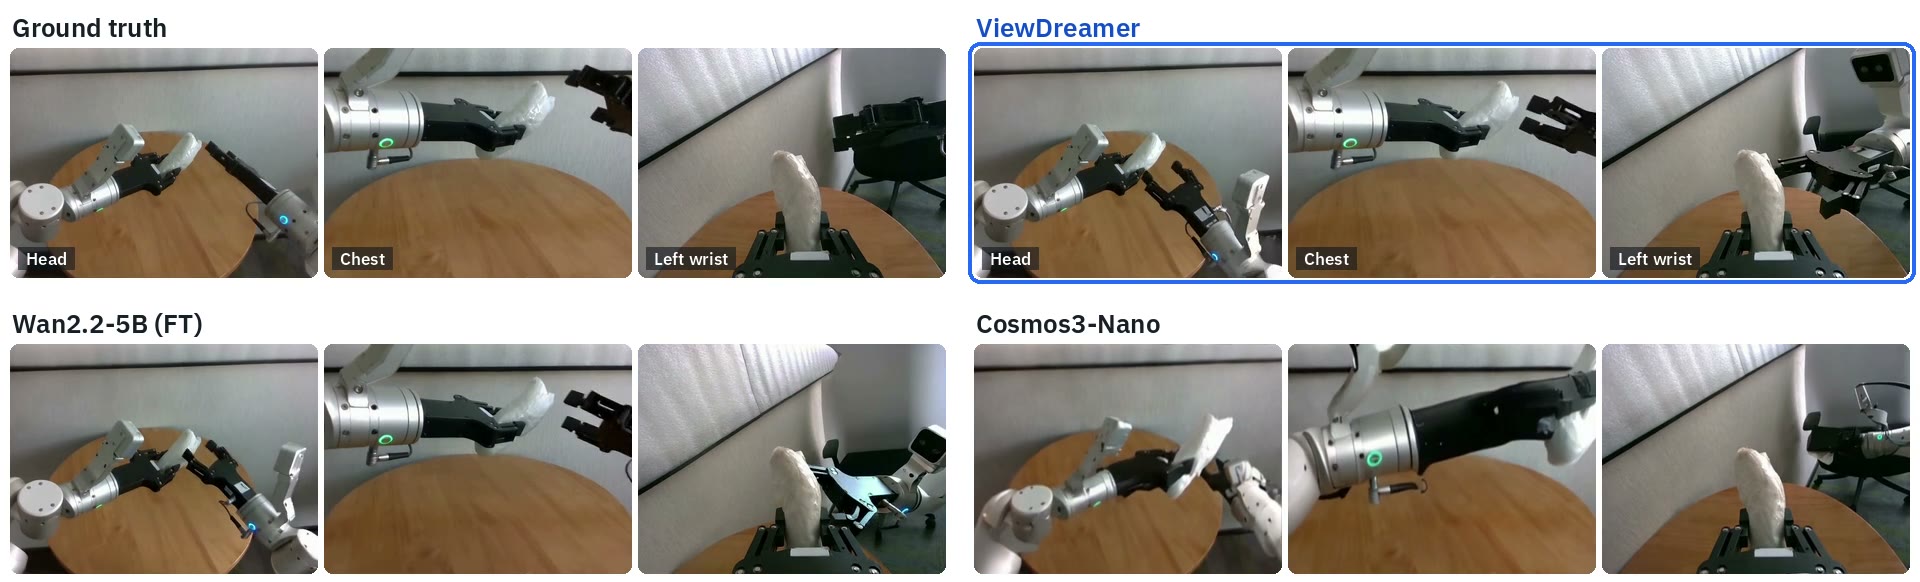 Ground truth
ViewDreamer
Head
Chest
Left wrist
Head
Chest
Left wrist
Wan2.2-5B (FT)
Cosmos3-Nano